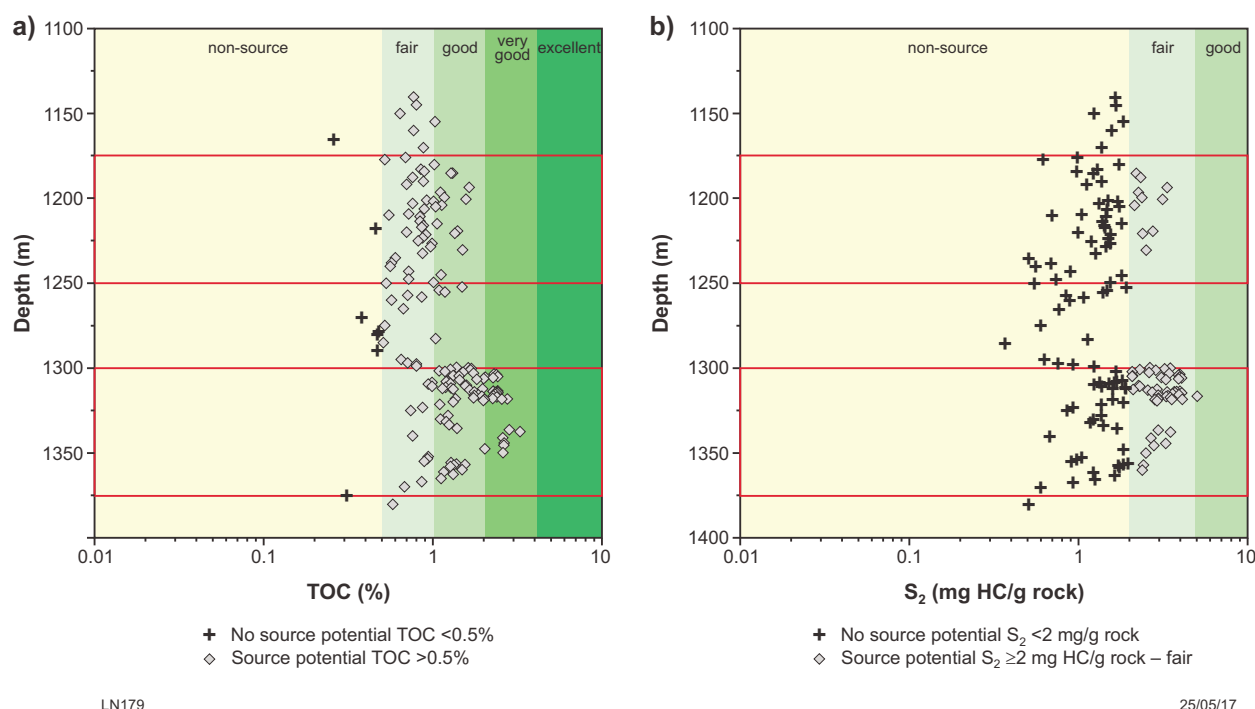 a)
non-source
fair
good
very
good
excellent
1100
1150
1200
1250
1300
1350
1400
Depth (m)
0.01
0.1
1
10
TOC (%)
No source potential TOC <0.5%
Source potential TOC >0.5%
b)
non-source
fair
good
1100
1150
1200
1250
1300
1350
1400
Depth (m)
0.01
0.1
1
10
S₂ (mg HC/g rock)
No source potential S₂ <2 mg/g rock
Source potential S₂ ≥2 mg HC/g rock – fair
LN179
25/05/17